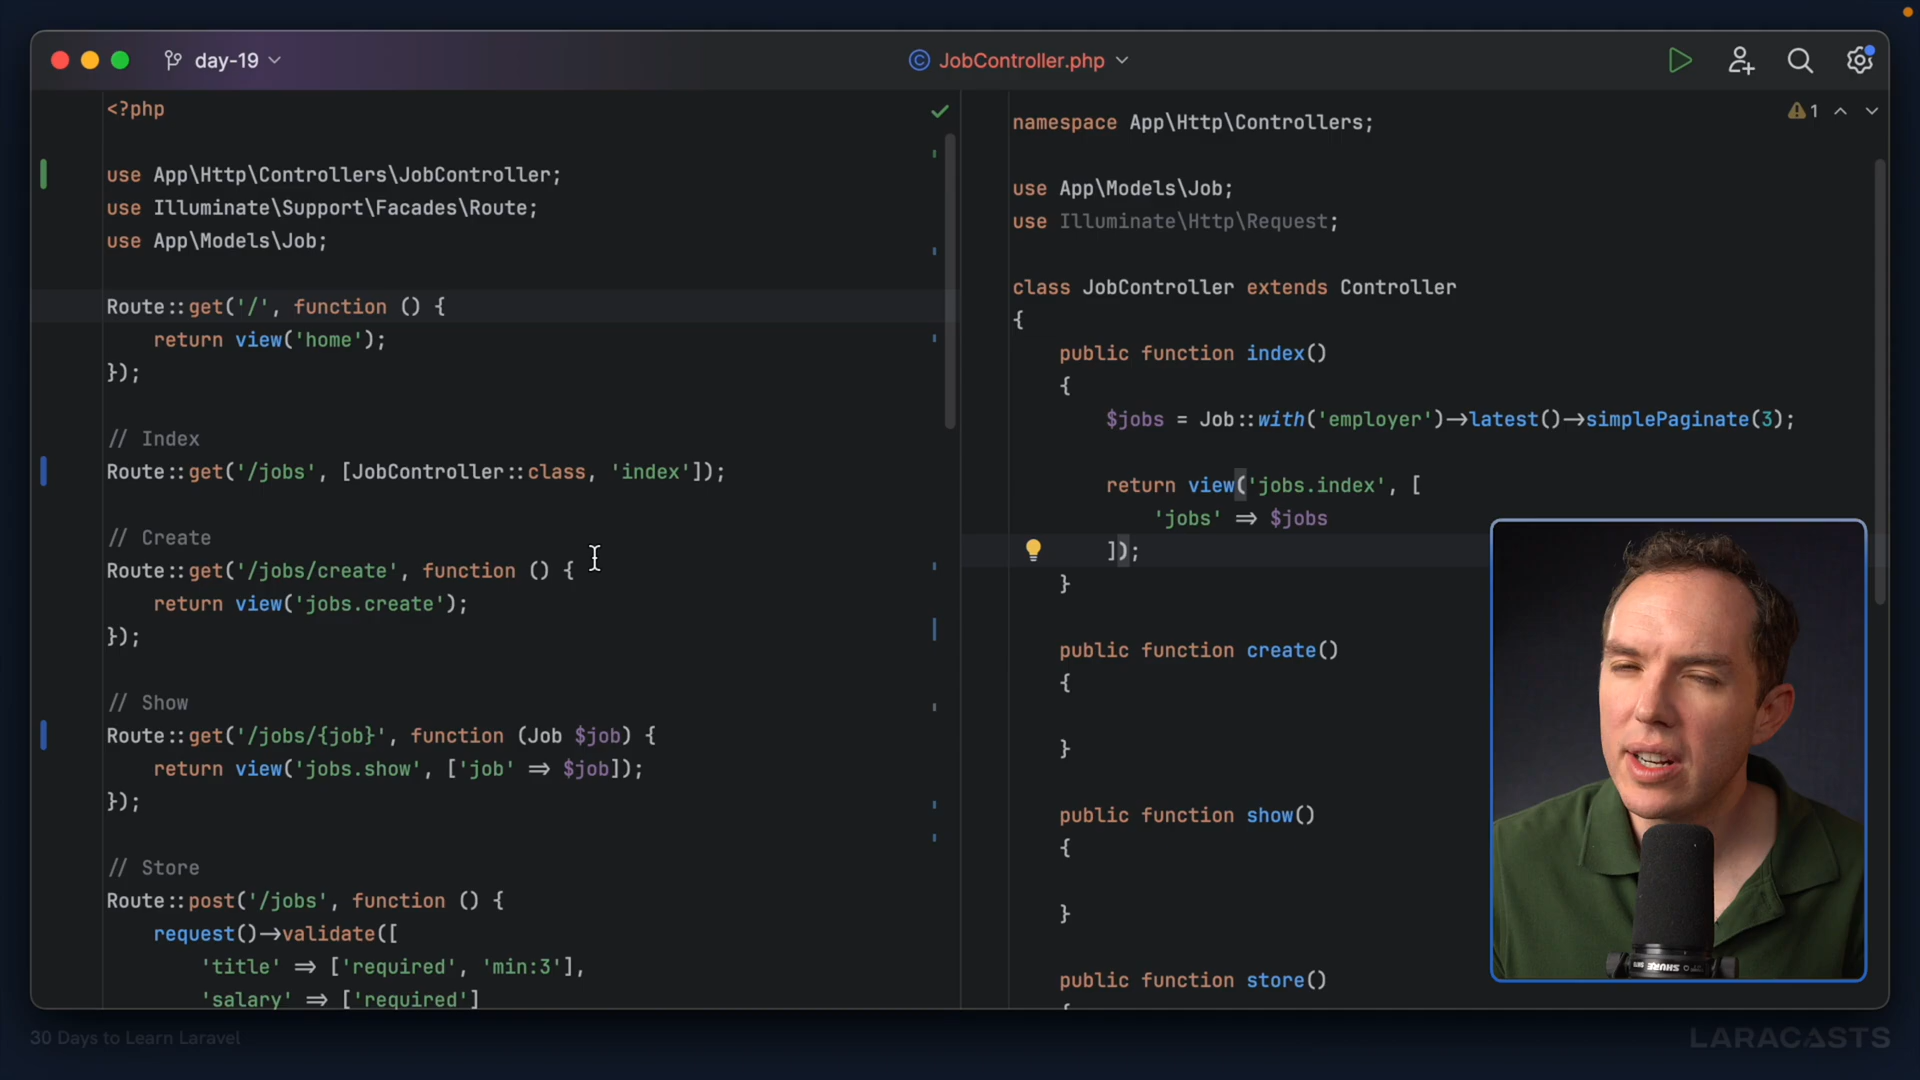 day-19
JobController.php
<?php
use App\Http\Controllers\JobController;
use Illuminate\Support\Facades\Route;
use App\Models\Job;
Route::get('/', function () {
return view('home');
});
// Index
Route::get('/jobs', [JobController::class, 'index']);
// Create
Route::get('/jobs/create', function () {
return view('jobs.create');
});
// Show
Route::get('/jobs/{job}', function (Job $job) {
return view('jobs.show', ['job' => $job]);
});
// Store
Route::post('/jobs', function () {
request()->validate([
'title' => ['required', 'min:3'],
'salary' => ['required']
1
namespace App\Http\Controllers;
use App\Models\Job;
use Illuminate\Http\Request;
class JobController extends Controller
{
public function index()
{
$jobs = Job::with('employer')->latest()->simplePaginate(3);
return view('jobs.index', [
'jobs' => $jobs
]);
}
public function create()
{
}
public function show()
{
}
public function store()
{
SHURE
30 Days to Learn Laravel
LARACASTS